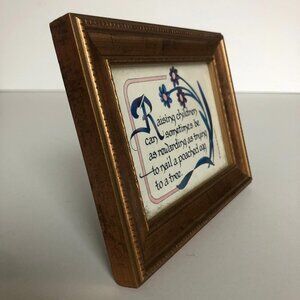 Raising children
can sometimes be
as rewarding as trying
to nail a poached egg
to a tree.